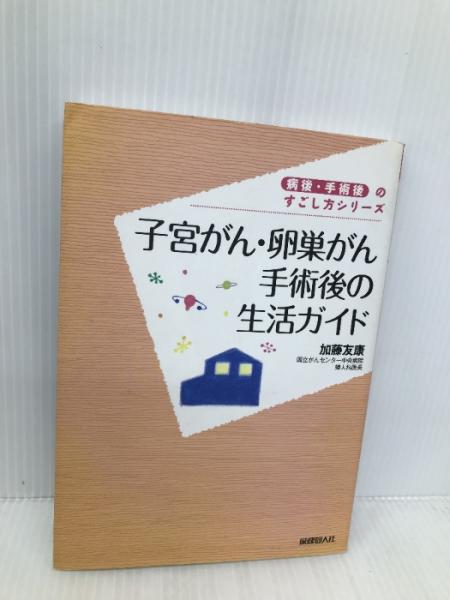 病後・手術後の
すごし方シリーズ
子宮がん・卵巣がん
手術後の
生活ガイド
加藤友康
国立がんセンター中央病院
婦人科医長
保健同人社